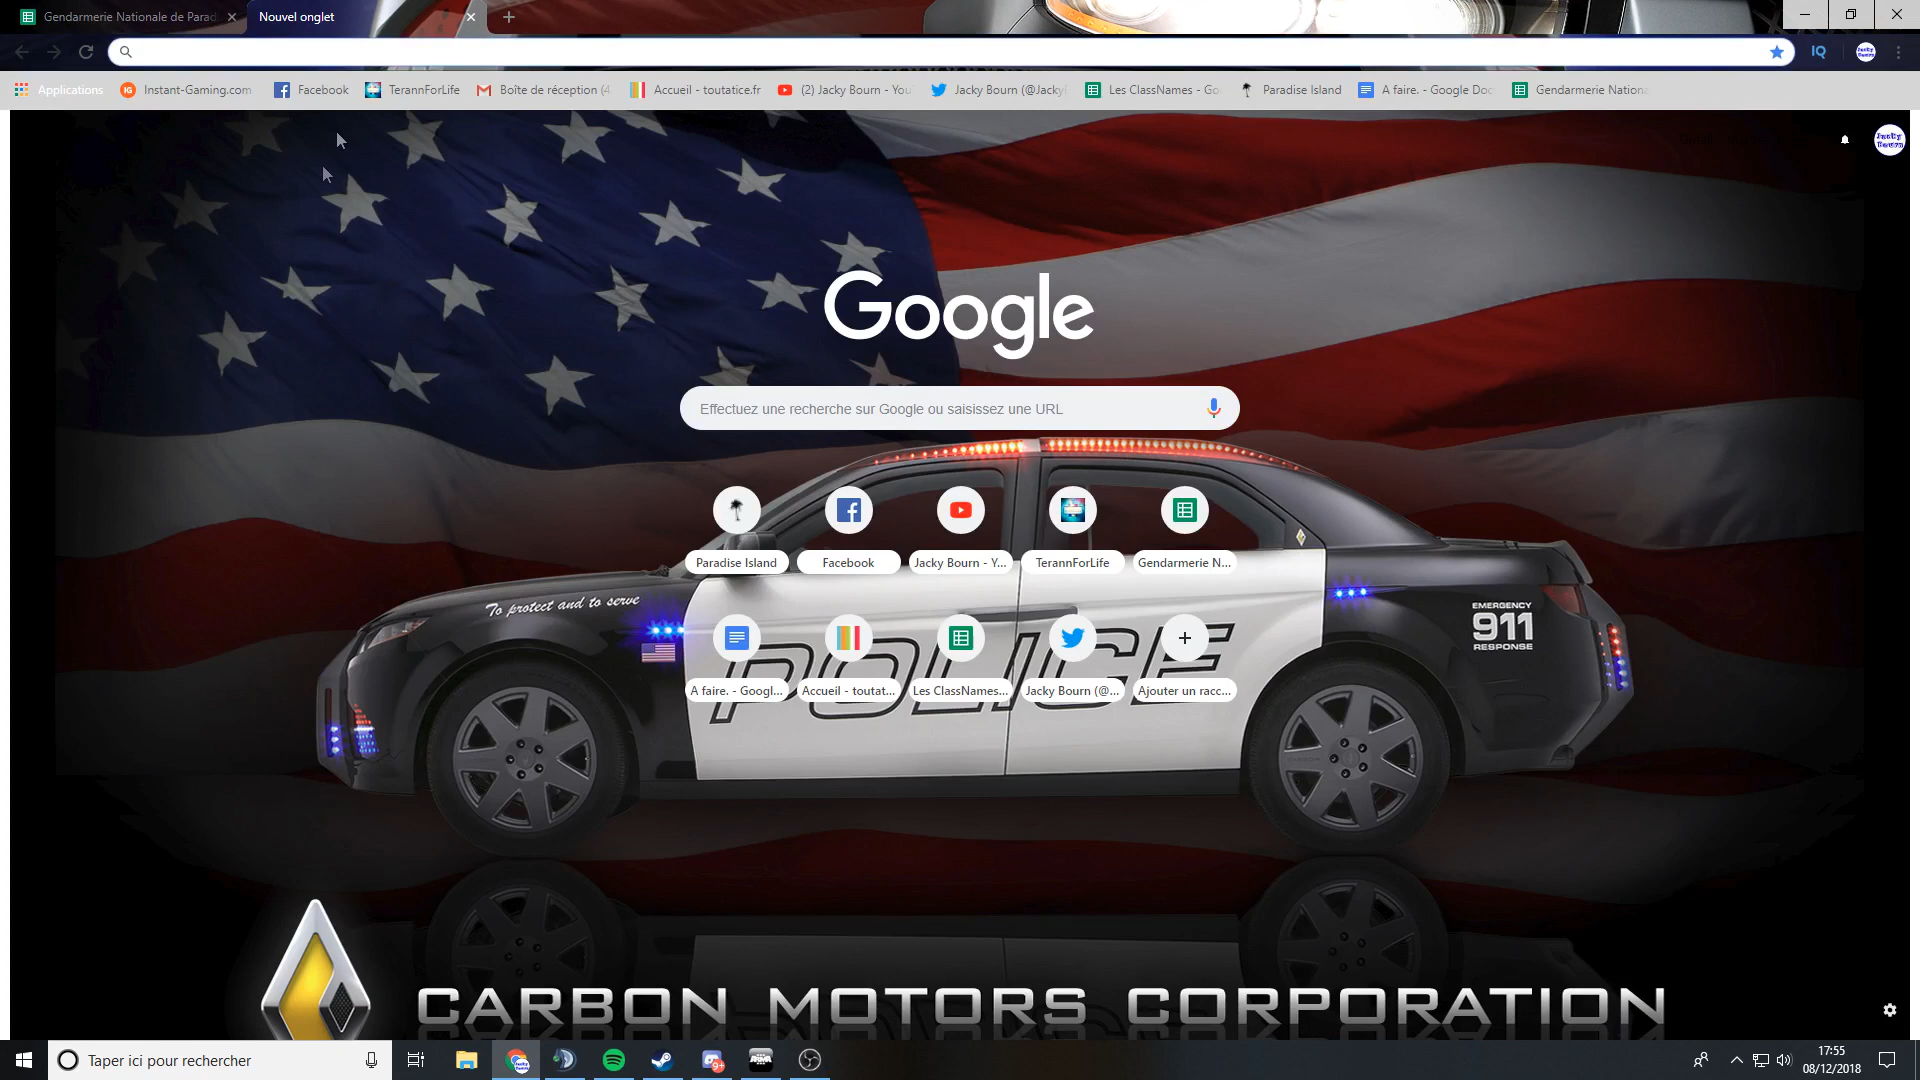 Gendarmerie Nationale de Parad
Nouvel onglet
Applications
Instant-Gaming.com
Facebook
TerannForLife
Boîte de réception (4
Accueil - toutatice.fr
(2) Jacky Bourn - You
Jacky Bourn (@Jacky
Les ClassNames - Go
Paradise Island
A faire. - Google Doc
Gendarmerie Nationa
Google
Effectuez une recherche sur Google ou saisissez une URL
Paradise Island
Facebook
Jacky Bourn - Y...
TerannForLife
Gendarmerie N...
To protect and to serve
EMERGENCY
911
RESPONSE
POLICE
A faire. - Googl...
Accueil - toutat...
Les ClassNames...
Jacky Bourn (@...
Ajouter un racc...
CARBON MOTORS CORPORATION
Taper ici pour rechercher
9+
17:55
08/12/2018